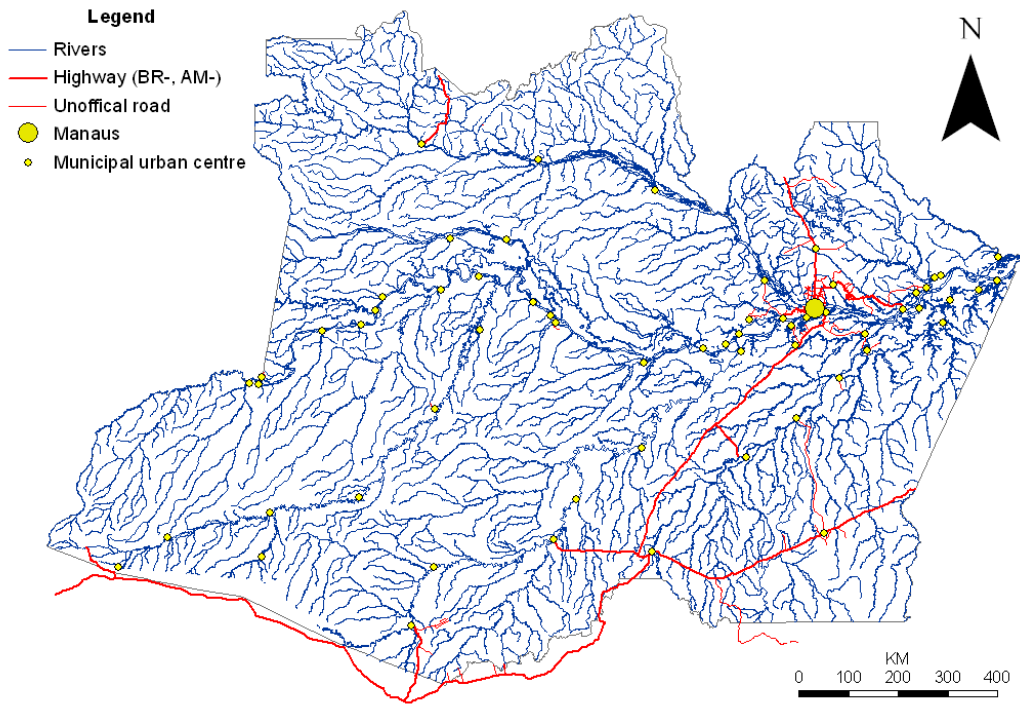 Legend
Rivers
Highway (BR-, AM-)
Unoffical road
Manaus
Municipal urban centre
N
KM
0 100 200 300 400